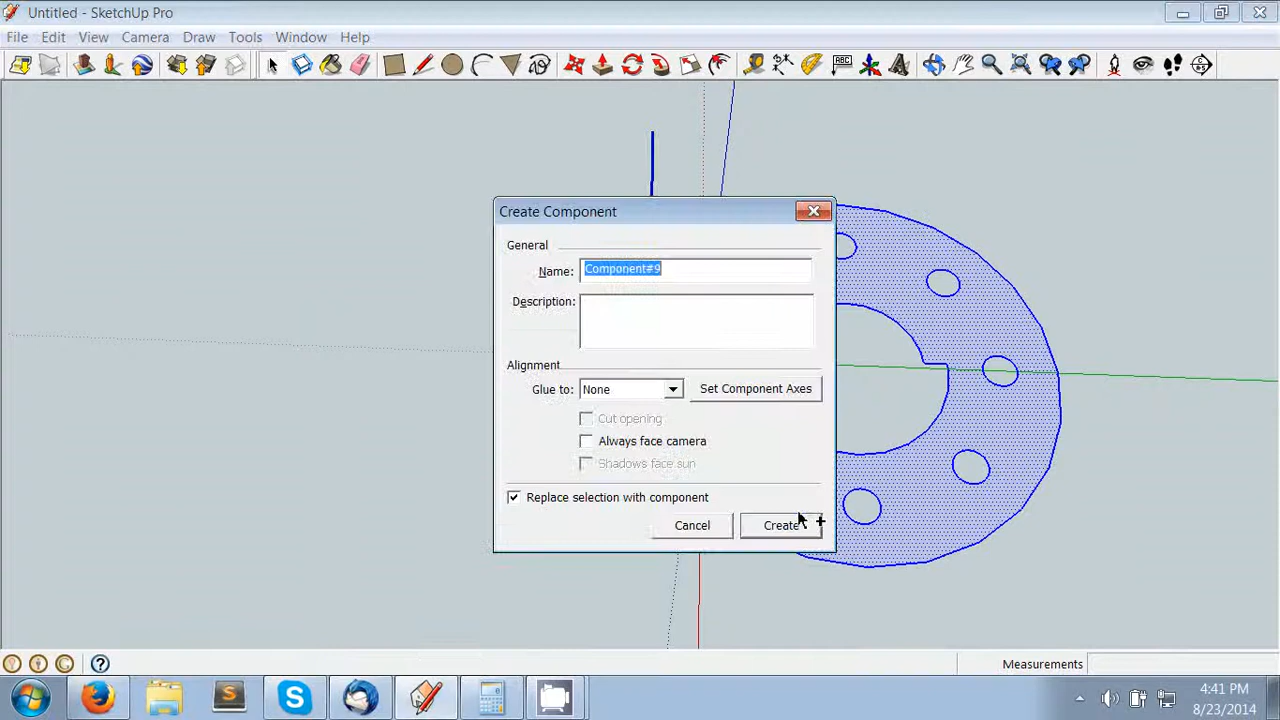 Untitled - SketchUp Pro
File Edit View Camera Draw Tools Window Help
ABC
Create Component
General
Name: Component#9
Description:
Alignment
Glue to: None Set Component Axes
Cut opening
Always face camera
Shadows face sun
Replace selection with component
Cancel Create
Measurements
4:41 PM
8/23/2014